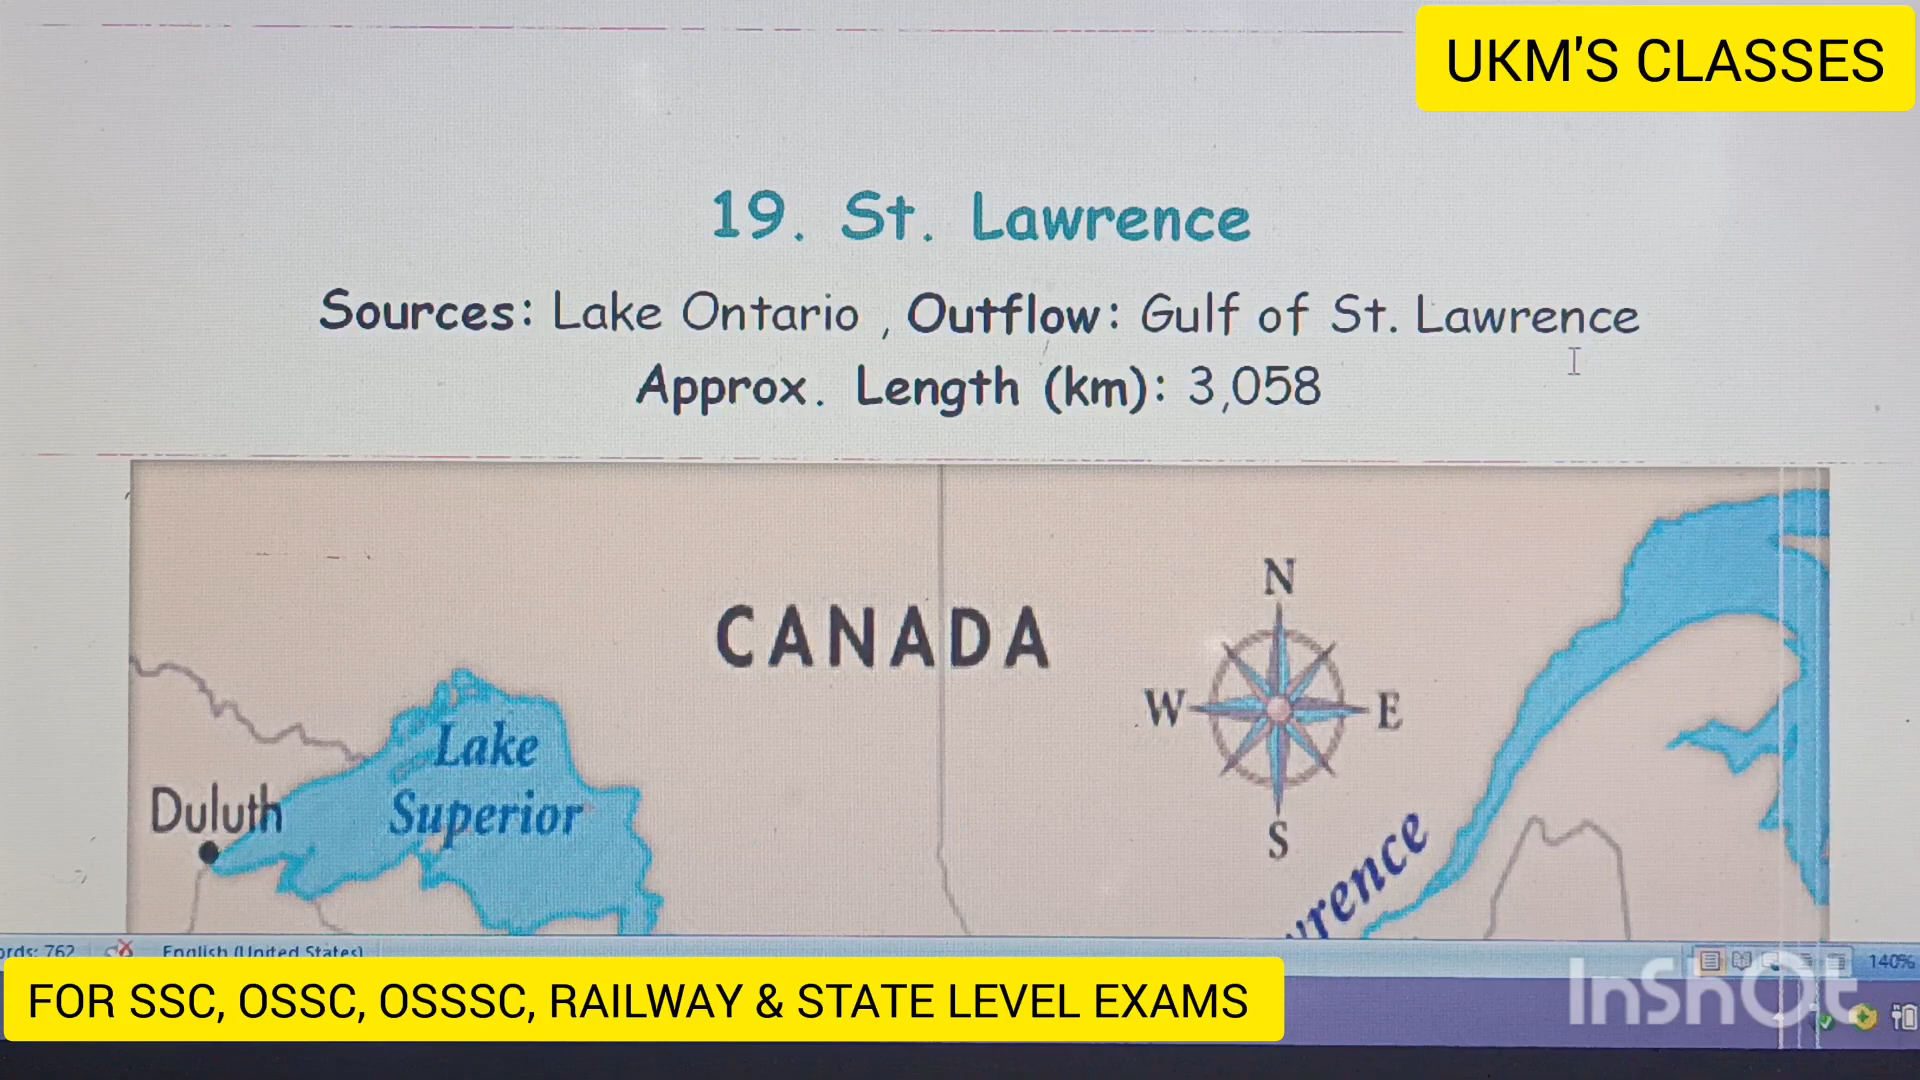 UKM'S CLASSES
19. St. Lawrence
Sources: Lake Ontario , Outflow: Gulf of St. Lawrence
Approx. Length (km): 3,058
CANADA
N
W
E
S
Lake
Superior
Duluth
762
English (United States)
140%
FOR SSC, OSSC, OSSSC, RAILWAY & STATE LEVEL EXAMS
InShOt